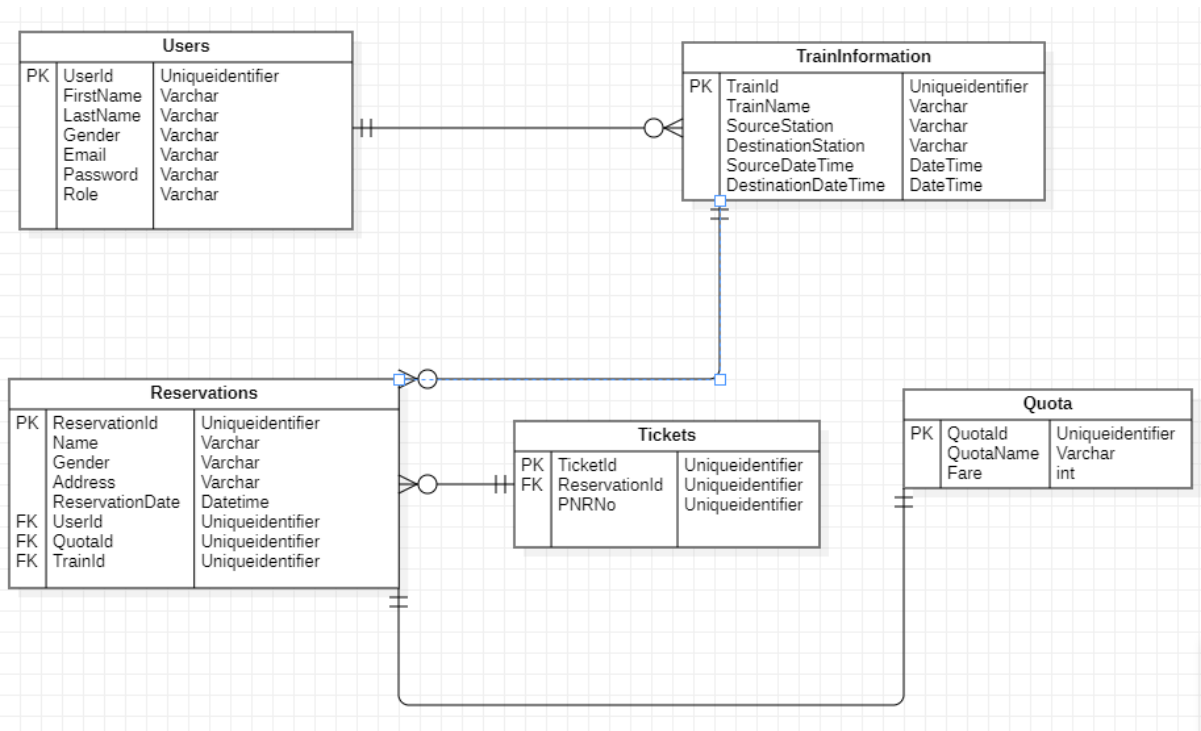 Users
PK UserId Uniqueidentifier
FirstName Varchar
LastName Varchar
Gender Varchar
Email Varchar
Password Varchar
Role Varchar
TrainInformation
PK TrainId Uniqueidentifier
TrainName Varchar
SourceStation Varchar
DestinationStation Varchar
SourceDateTime DateTime
DestinationDateTime DateTime
Reservations
PK ReservationId Uniqueidentifier
Name Varchar
Gender Varchar
Address Varchar
ReservationDate Datetime
FK UserId Uniqueidentifier
FK QuotaId Uniqueidentifier
FK TrainId Uniqueidentifier
Tickets
PK TicketId Uniqueidentifier
FK ReservationId Uniqueidentifier
PNRNo Uniqueidentifier
Quota
PK QuotaId Uniqueidentifier
QuotaName Varchar
Fare int